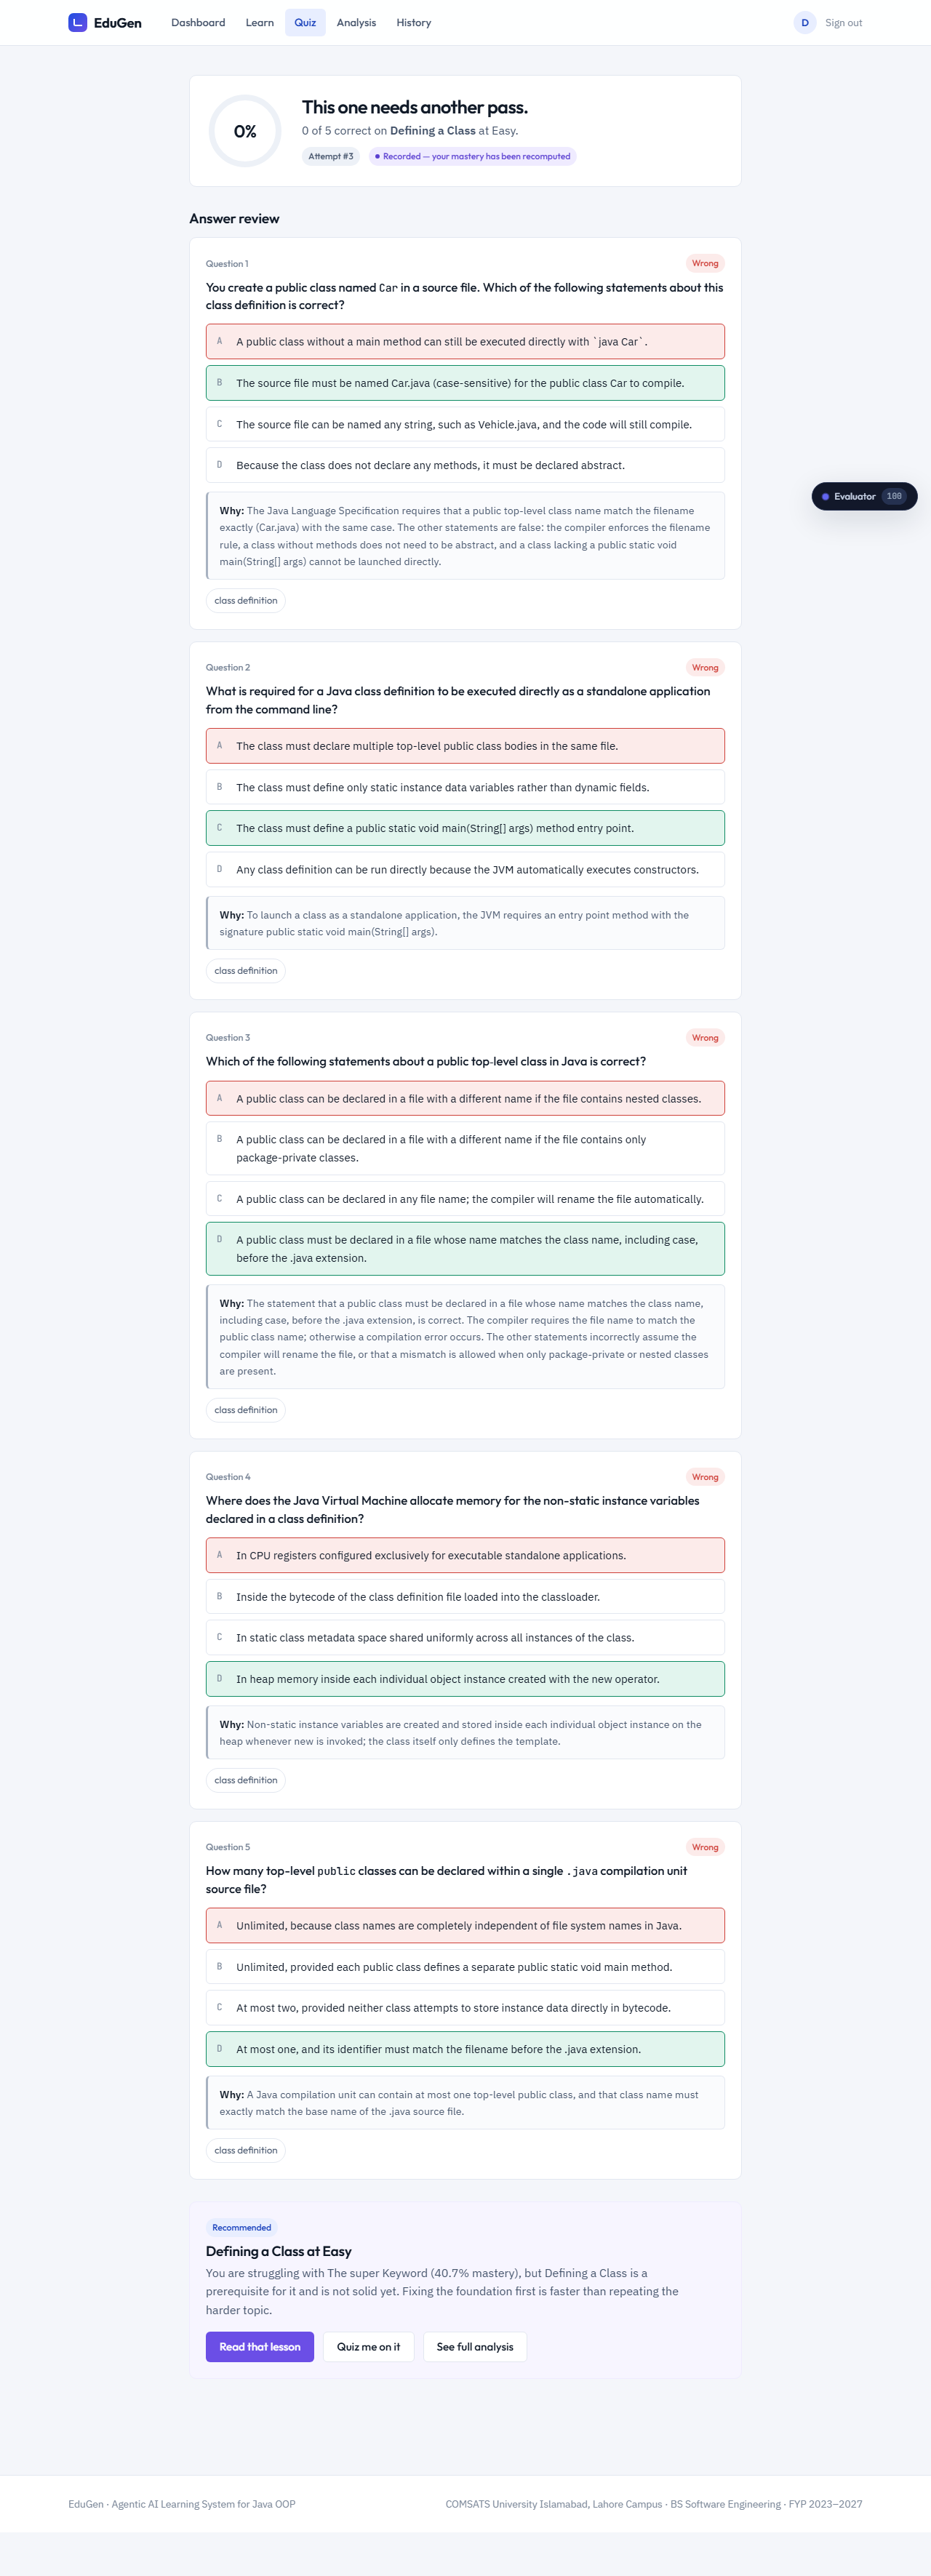 EduGen
Dashboard
Learn
Quiz
Analysis
History
D
Sign out
0%
This one needs another pass.
0 of 5 correct on Defining a Class at Easy.
Attempt #3
Recorded — your mastery has been recomputed
Answer review
Question 1
Wrong
You create a public class named Car in a source file. Which of the following statements about this
class definition is correct?
A A public class without a main method can still be executed directly with `java Car`.
B The source file must be named Car.java (case-sensitive) for the public class Car to compile.
C The source file can be named any string, such as Vehicle.java, and the code will still compile.
D Because the class does not declare any methods, it must be declared abstract.
Why: The Java Language Specification requires that a public top-level class name match the filename
exactly (Car.java) with the same case. The other statements are false: the compiler enforces the filename
rule, a class without methods does not need to be abstract, and a class lacking a public static void
main(String[] args) cannot be launched directly.
class definition
Evaluator 100
Question 2
Wrong
What is required for a Java class definition to be executed directly as a standalone application
from the command line?
A The class must declare multiple top-level public class bodies in the same file.
B The class must define only static instance data variables rather than dynamic fields.
C The class must define a public static void main(String[] args) method entry point.
D Any class definition can be run directly because the JVM automatically executes constructors.
Why: To launch a class as a standalone application, the JVM requires an entry point method with the
signature public static void main(String[] args).
class definition
Question 3
Wrong
Which of the following statements about a public top-level class in Java is correct?
A A public class can be declared in a file with a different name if the file contains nested classes.
B A public class can be declared in a file with a different name if the file contains only
package-private classes.
C A public class can be declared in any file name; the compiler will rename the file automatically.
D A public class must be declared in a file whose name matches the class name, including case,
before the .java extension.
Why: The statement that a public class must be declared in a file whose name matches the class name,
including case, before the .java extension, is correct. The compiler requires the file name to match the
public class name; otherwise a compilation error occurs. The other statements incorrectly assume the
compiler will rename the file, or that a mismatch is allowed when only package-private or nested classes
are present.
class definition
Question 4
Wrong
Where does the Java Virtual Machine allocate memory for the non-static instance variables
declared in a class definition?
A In CPU registers configured exclusively for executable standalone applications.
B Inside the bytecode of the class definition file loaded into the classloader.
C In static class metadata space shared uniformly across all instances of the class.
D In heap memory inside each individual object instance created with the new operator.
Why: Non-static instance variables are created and stored inside each individual object instance on the
heap whenever new is invoked; the class itself only defines the template.
class definition
Question 5
Wrong
How many top-level public classes can be declared within a single .java compilation unit
source file?
A Unlimited, because class names are completely independent of file system names in Java.
B Unlimited, provided each public class defines a separate public static void main method.
C At most two, provided neither class attempts to store instance data directly in bytecode.
D At most one, and its identifier must match the filename before the .java extension.
Why: A Java compilation unit can contain at most one top-level public class, and that class name must
exactly match the base name of the .java source file.
class definition
Recommended
Defining a Class at Easy
You are struggling with The super Keyword (40.7% mastery), but Defining a Class is a
prerequisite for it and is not solid yet. Fixing the foundation first is faster than repeating the
harder topic.
Read that lesson
Quiz me on it
See full analysis
EduGen · Agentic AI Learning System for Java OOP
COMSATS University Islamabad, Lahore Campus · BS Software Engineering · FYP 2023–2027